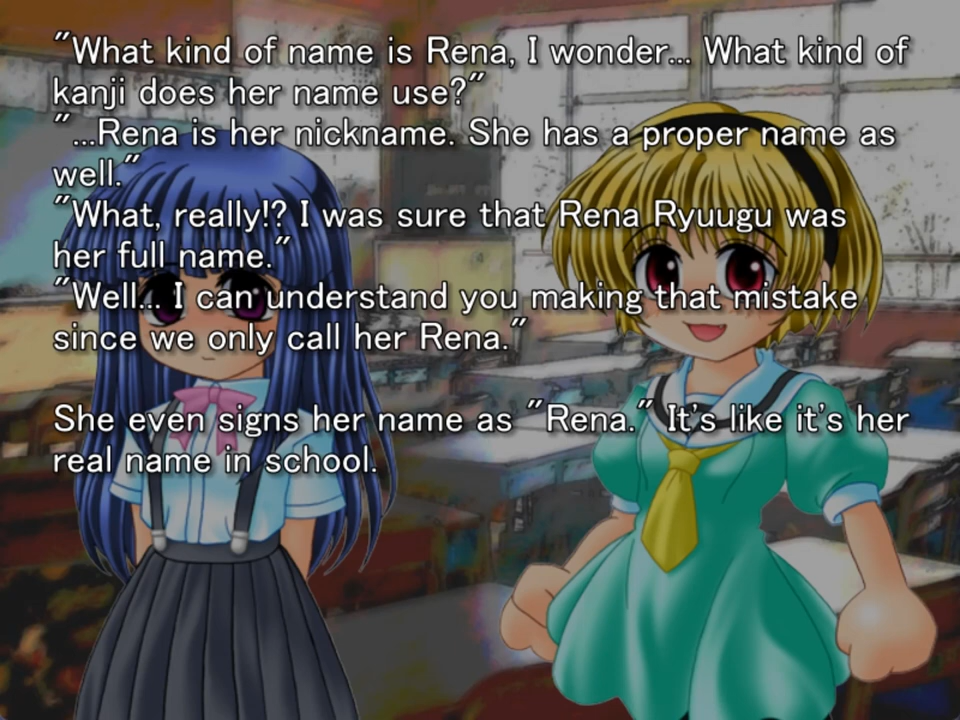 "What kind of name is Rena, I wonder... What kind of
kanji does her name use?"
"...Rena is her nickname. She has a proper name as
well."
"What, really!? I was sure that Rena Ryuugu was
her full name."
"Well... I can understand you making that mistake
since we only call her Rena."
She even signs her name as "Rena." It's like it's her
real name in school.